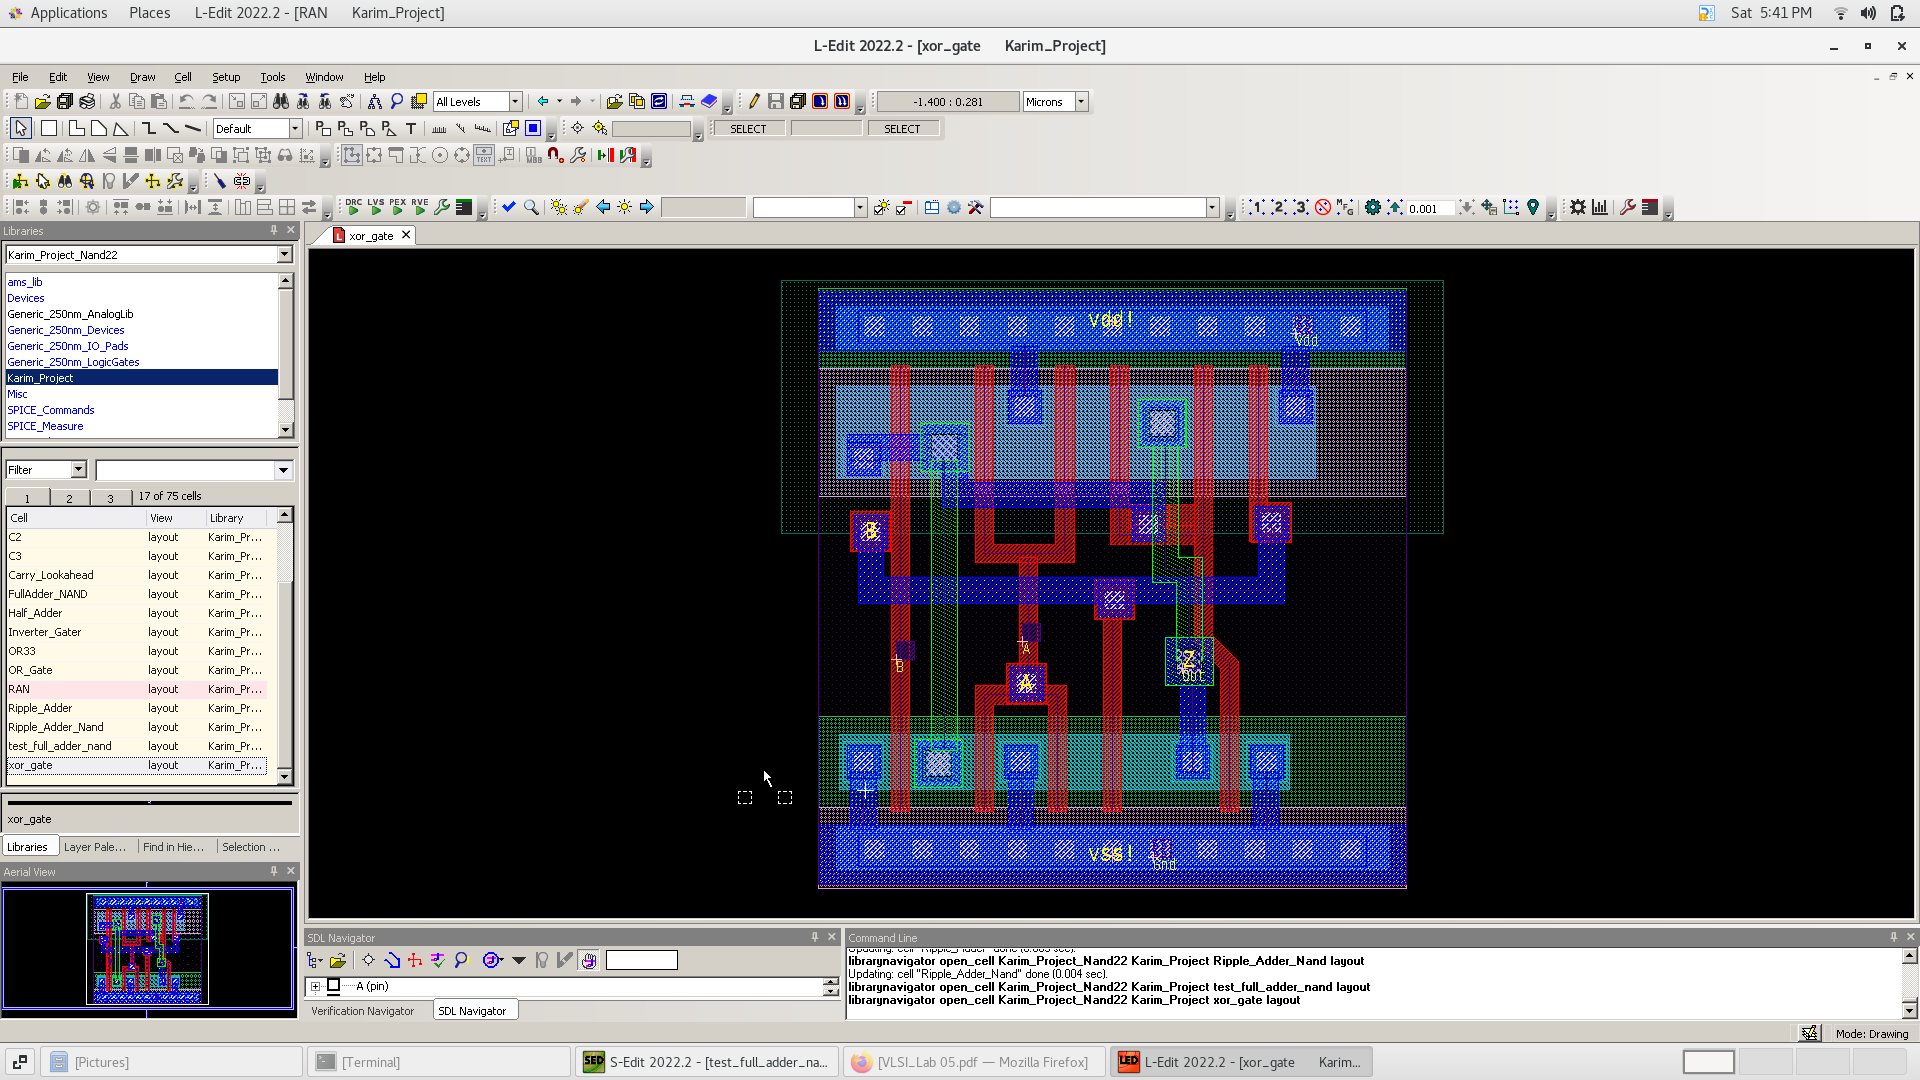 Applications Places L-Edit 2022.2 - [RAN Karim_Project] Sat 5:41 PM
L-Edit 2022.2 - [xor_gate Karim_Project]
File Edit View Draw Cell Setup Tools Window Help
All Levels -1.400 : 0.281 Microns
Default SELECT SELECT
TEXT
DRC LVS PEX RVE 0.001
Libraries
xor_gate
Karim_Project_Nand22
ams_lib
Devices
Generic_250nm_AnalogLib
Generic_250nm_Devices
Generic_250nm_IO_Pads
Generic_250nm_LogicGates
Karim_Project
Misc
SPICE_Commands
SPICE_Measure
Filter
1 2 3 17 of 75 cells
Cell View Library
C2 layout Karim_Pr...
C3 layout Karim_Pr...
Carry_Lookahead layout Karim_Pr...
FullAdder_NAND layout Karim_Pr...
Half_Adder layout Karim_Pr...
Inverter_Gater layout Karim_Pr...
OR33 layout Karim_Pr...
OR_Gate layout Karim_Pr...
RAN layout Karim_Pr...
Ripple_Adder layout Karim_Pr...
Ripple_Adder_Nand layout Karim_Pr...
test_full_adder_nand layout Karim_Pr...
xor_gate layout Karim_Pr...
xor_gate
Libraries Layer Pale... Find in Hie... Selection ...
Aerial View
vdd!
Vdd
B
A
B
A
Z
Out
vss!
Gnd
SDL Navigator
A (pin)
Verification Navigator SDL Navigator
Command Line
Updating: cell "Ripple_Adder" done (0.003 sec).
librarynavigator open_cell Karim_Project_Nand22 Karim_Project Ripple_Adder_Nand layout
Updating: cell "Ripple_Adder_Nand" done (0.004 sec).
librarynavigator open_cell Karim_Project_Nand22 Karim_Project test_full_adder_nand layout
librarynavigator open_cell Karim_Project_Nand22 Karim_Project xor_gate layout
Mode: Drawing
[Pictures] [Terminal] S-Edit 2022.2 - [test_full_adder_na... [VLSI_Lab 05.pdf — Mozilla Firefox] L-Edit 2022.2 - [xor_gate Karim...